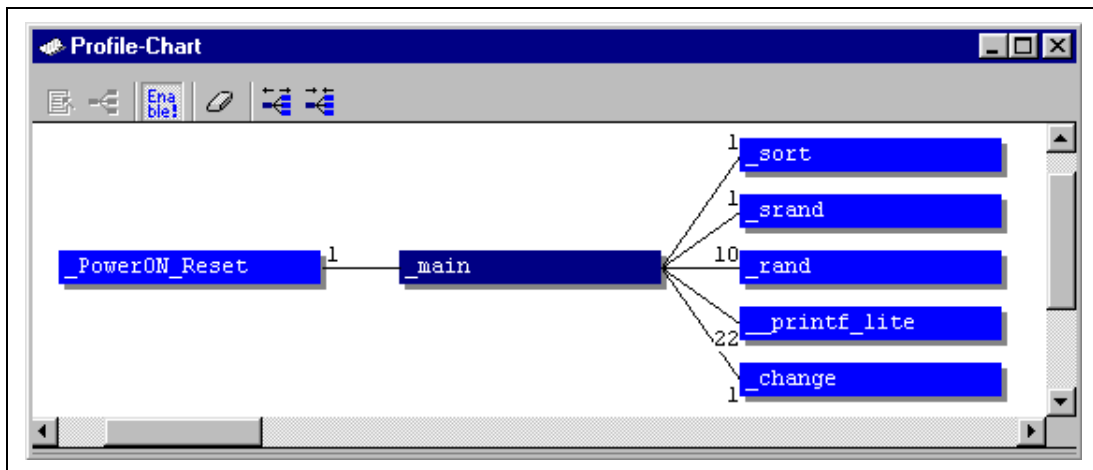 Profile-Chart
Ena
ble!
1
_sort
1
_srand
_PowerON_Reset
1
_main
10
_rand
__printf_lite
22
_change
1